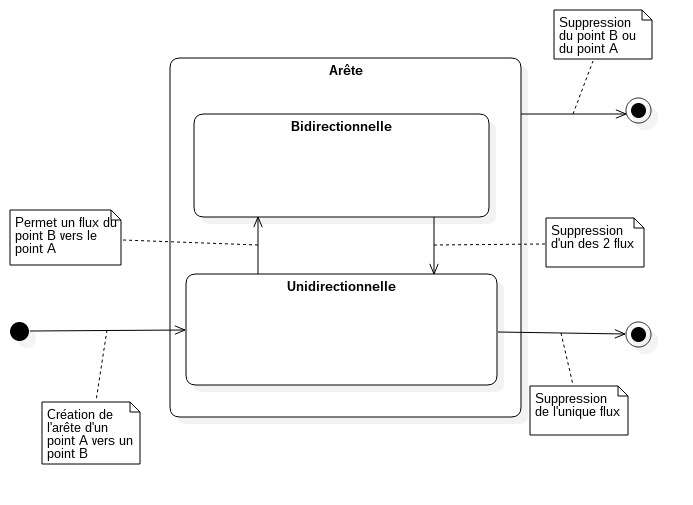 Suppression
du point B ou
du point A
Arête
Bidirectionnelle
Permet un flux du
point B vers le
point A
Suppression
d'un des 2 flux
Unidirectionnelle
Création de
l'arête d'un
point A vers un
point B
Suppression
de l'unique flux